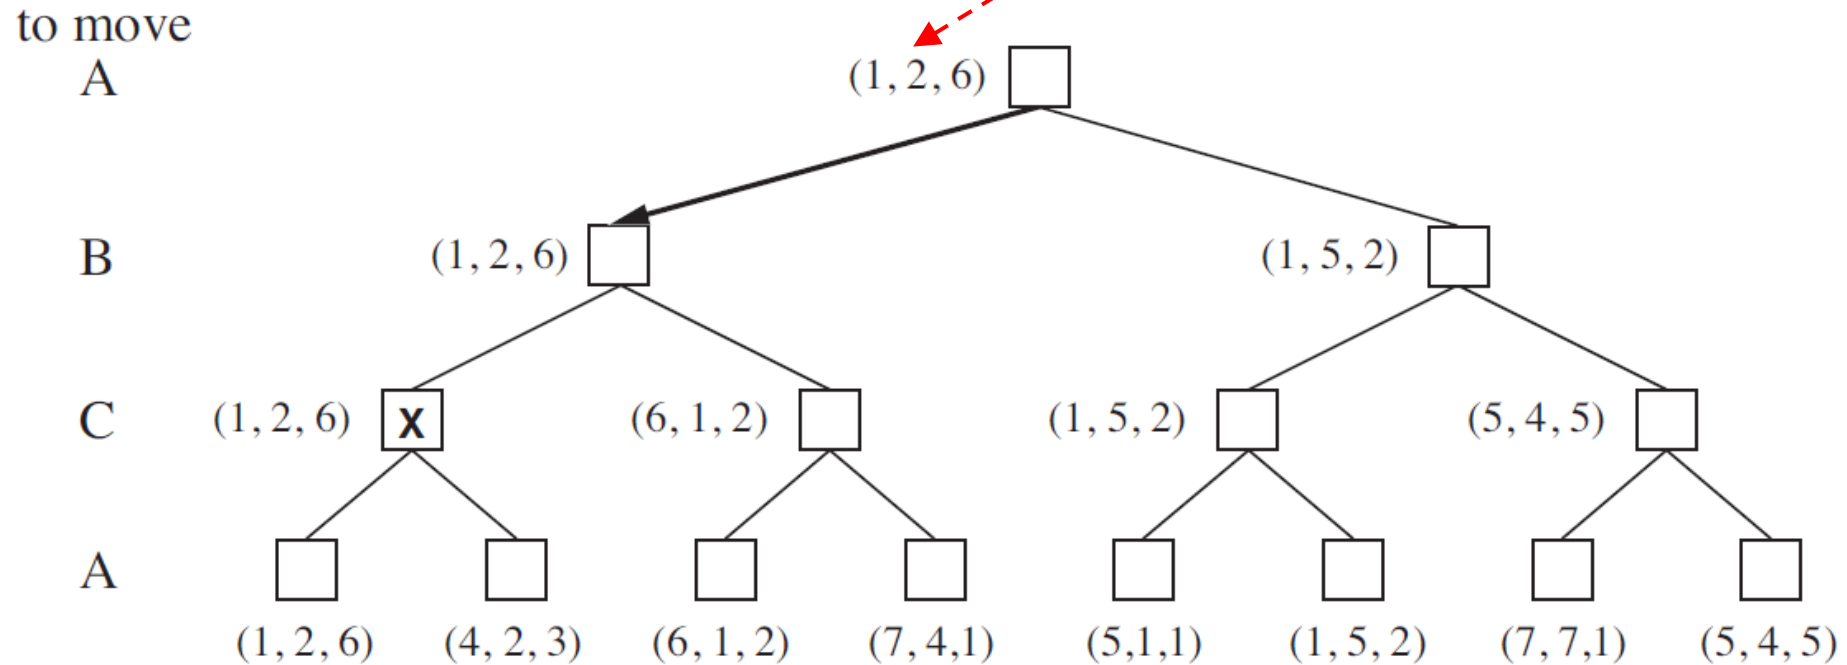 to move
A (1, 2, 6)
B (1, 2, 6) (1, 5, 2)
C (1, 2, 6) X (6, 1, 2) (1, 5, 2) (5, 4, 5)
A
(1, 2, 6) (4, 2, 3) (6, 1, 2) (7, 4,1) (5,1,1) (1, 5, 2) (7, 7,1) (5, 4, 5)